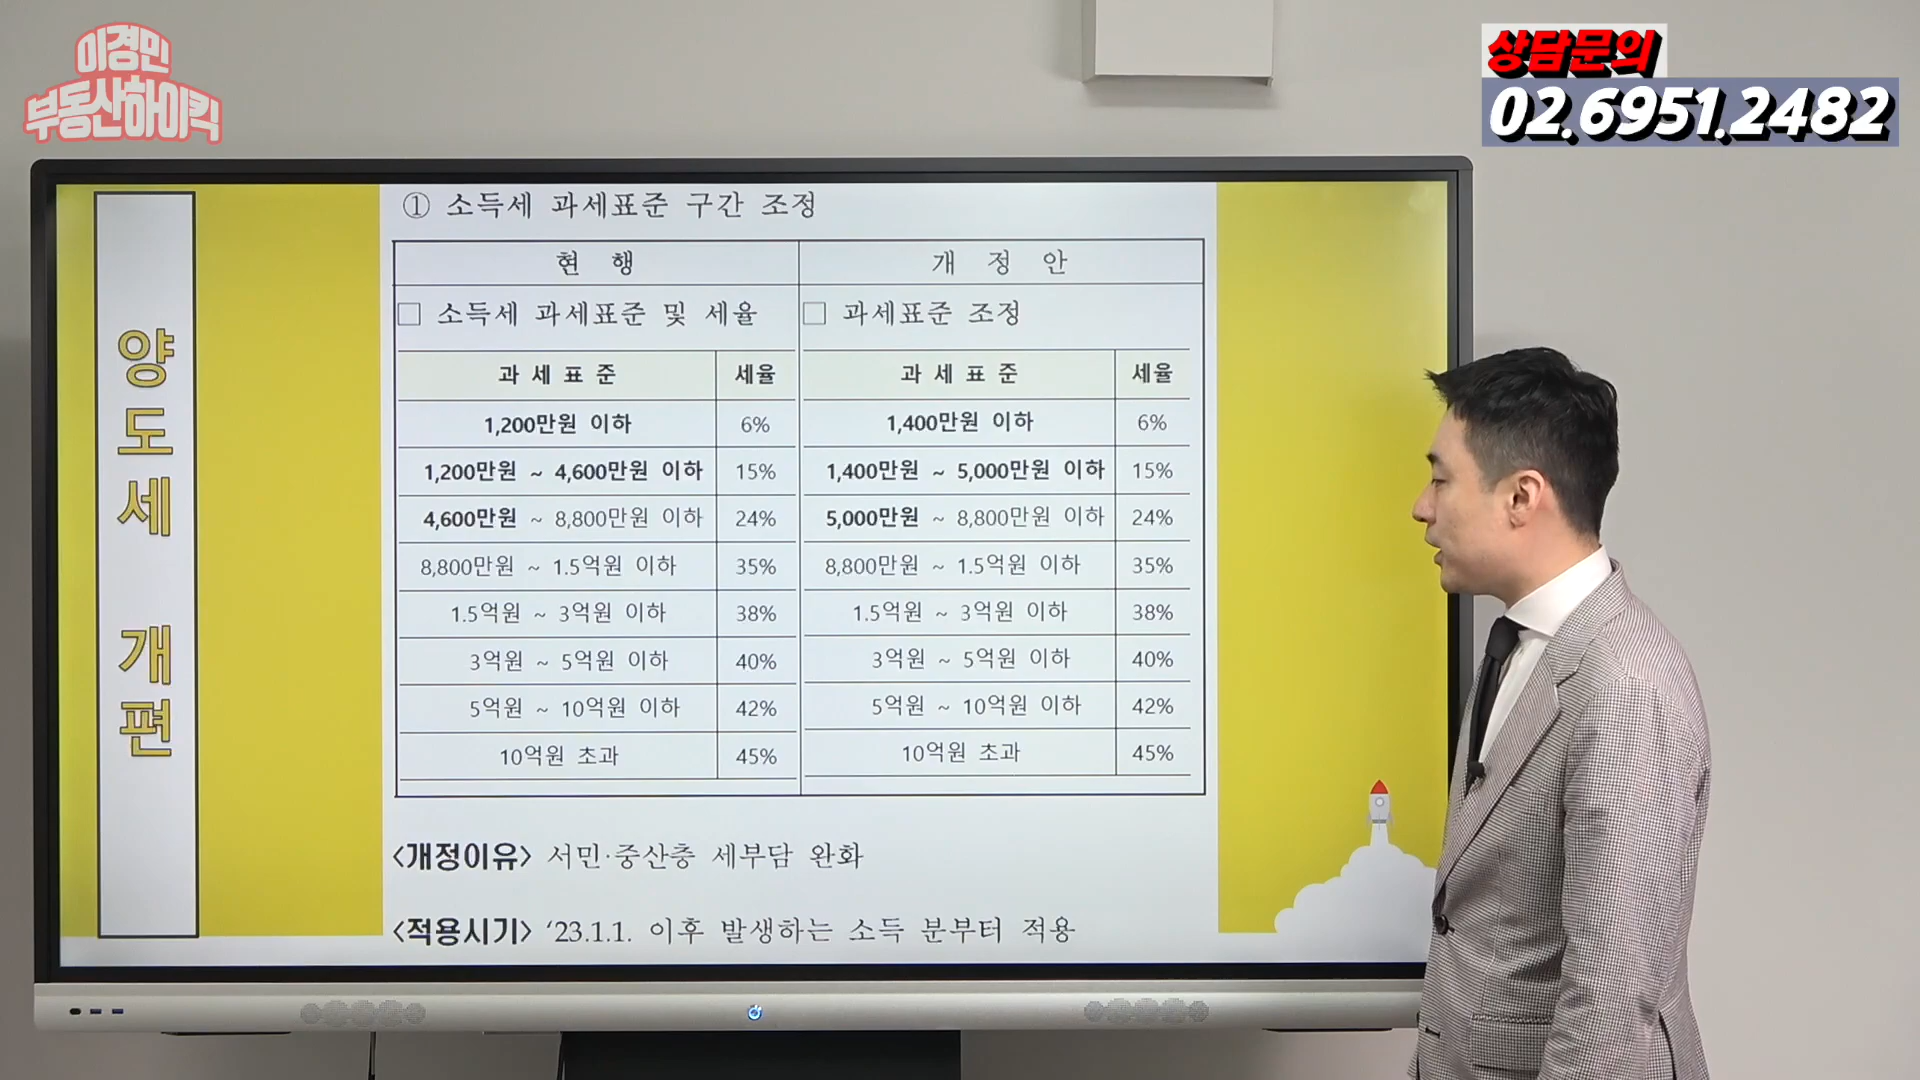 이경민
부동산하이킥
상담문의
02.6951.2482
양도세 개편
① 소득세 과세표준 구간 조정
현 행 개 정 안
□ 소득세 과세표준 및 세율 □ 과세표준 조정
과 세 표 준 세율 과 세 표 준 세율
1,200만원 이하 6% 1,400만원 이하 6%
1,200만원 ~ 4,600만원 이하 15% 1,400만원 ~ 5,000만원 이하 15%
4,600만원 ~ 8,800만원 이하 24% 5,000만원 ~ 8,800만원 이하 24%
8,800만원 ~ 1.5억원 이하 35% 8,800만원 ~ 1.5억원 이하 35%
1.5억원 ~ 3억원 이하 38% 1.5억원 ~ 3억원 이하 38%
3억원 ~ 5억원 이하 40% 3억원 ~ 5억원 이하 40%
5억원 ~ 10억원 이하 42% 5억원 ~ 10억원 이하 42%
10억원 초과 45% 10억원 초과 45%
<개정이유> 서민·중산층 세부담 완화
<적용시기> ‘23.1.1. 이후 발생하는 소득 분부터 적용